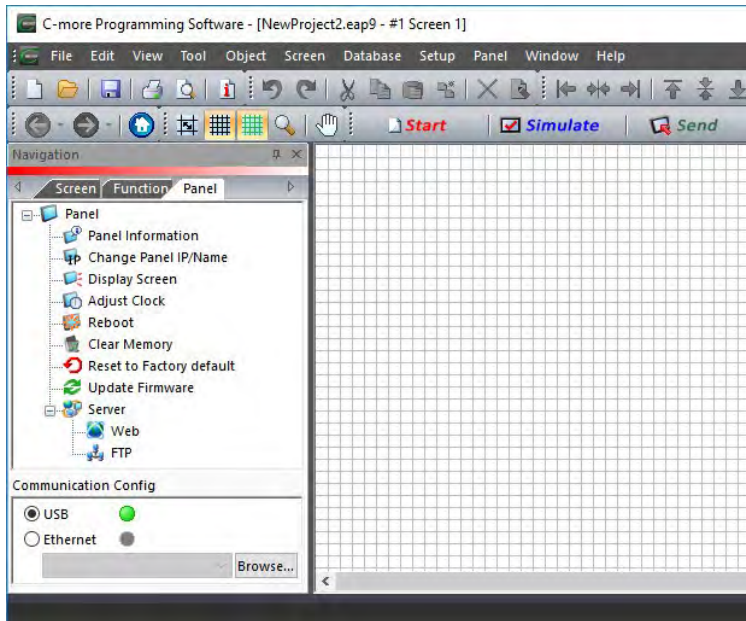 C-more Programming Software - [NewProject2.eap9 - #1 Screen 1]
File Edit View Tool Object Screen Database Setup Panel Window Help
Start Simulate Send
Navigation
Screen Function Panel
Panel
Panel Information
IP Change Panel IP/Name
Display Screen
Adjust Clock
Reboot
Clear Memory
Reset to Factory default
Update Firmware
Server
Web
FTP
Communication Config
USB
Ethernet
Browse...